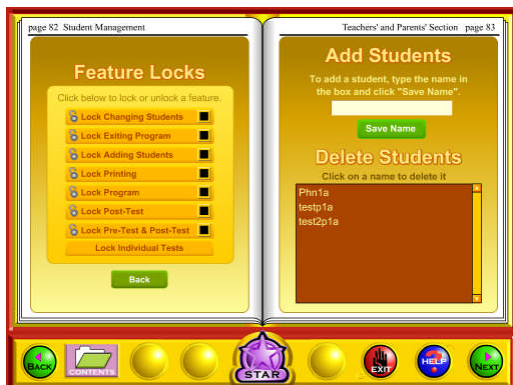 page 82 Student Management
Feature Locks
Click below to lock or unlock a feature.
Lock Changing Students
Lock Exiting Program
Lock Adding Students
Lock Printing
Lock Program
Lock Post-Test
Lock Pre-Test & Post-Test
Lock Individual Tests
Back
Teachers' and Parents' Section page 83
Add Students
To add a student, type the name in
the box and click "Save Name".
Save Name
Delete Students
Click on a name to delete it
Phn1a
testp1a
test2p1a
BACK
CONTENTS
STAR
EXIT
HELP
NEXT